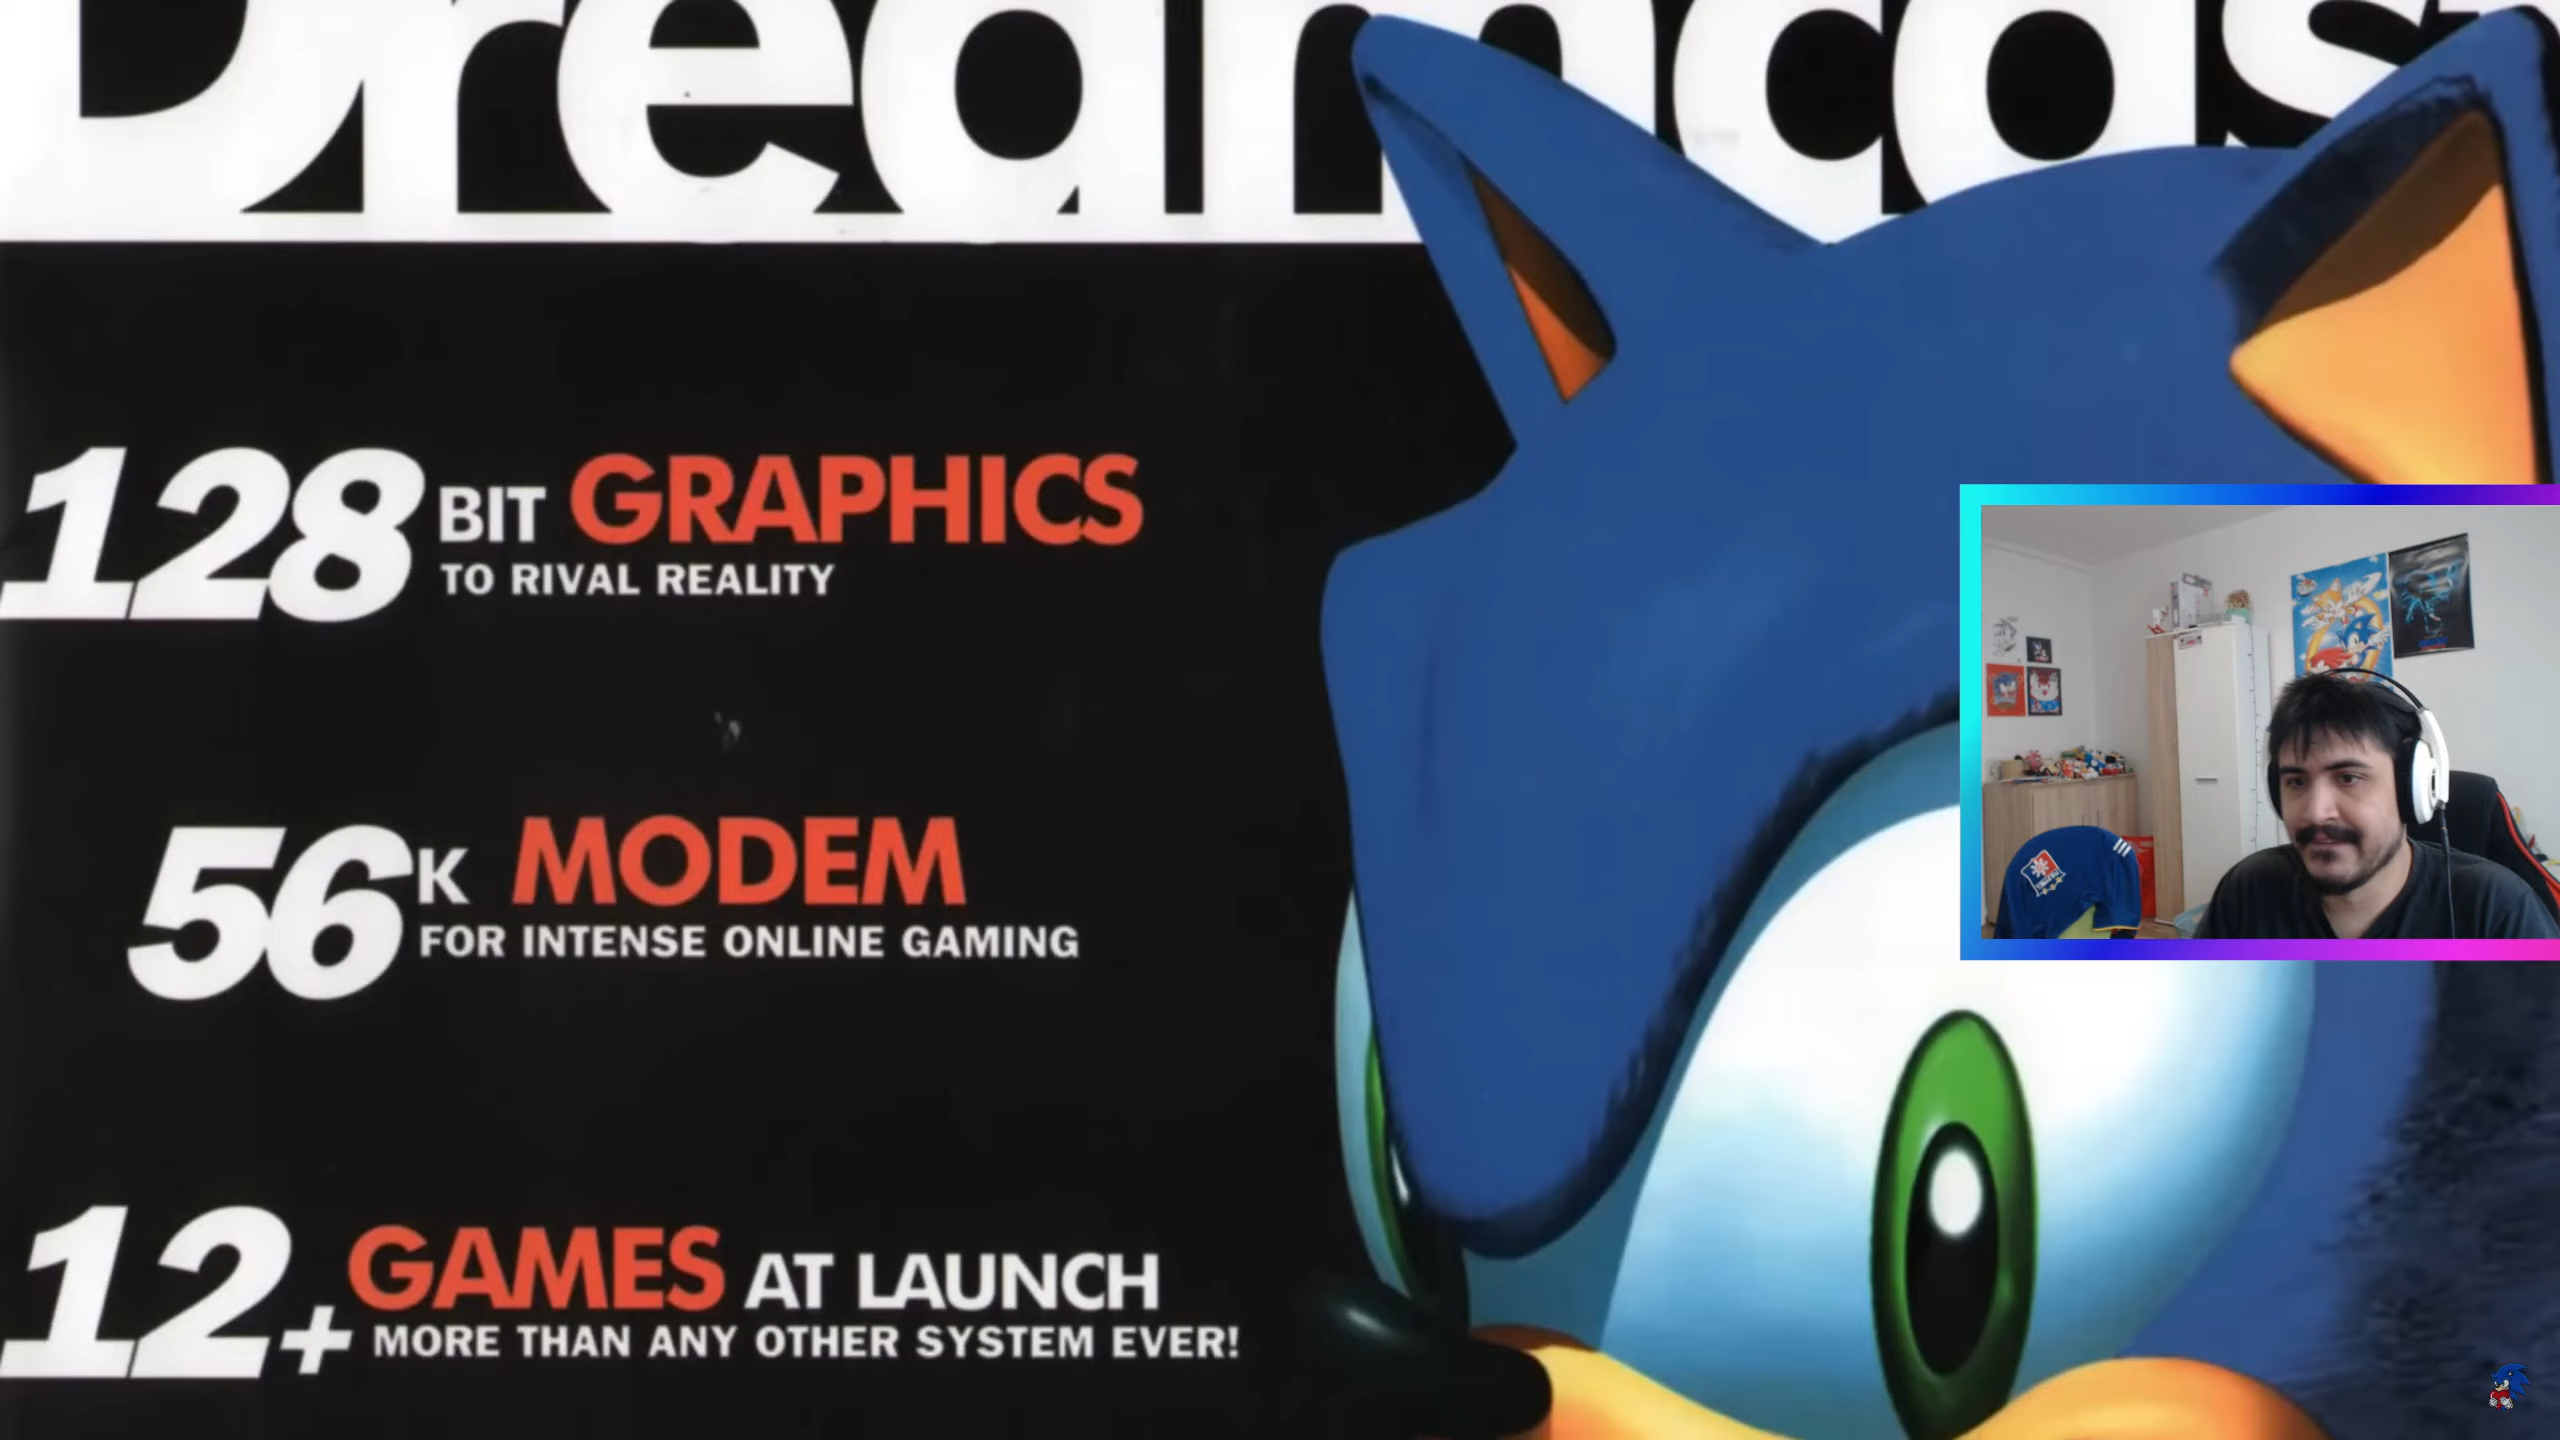 Dreamcast
128 BIT GRAPHICS
TO RIVAL REALITY
56K MODEM
FOR INTENSE ONLINE GAMING
12+ GAMES AT LAUNCH
MORE THAN ANY OTHER SYSTEM EVER!